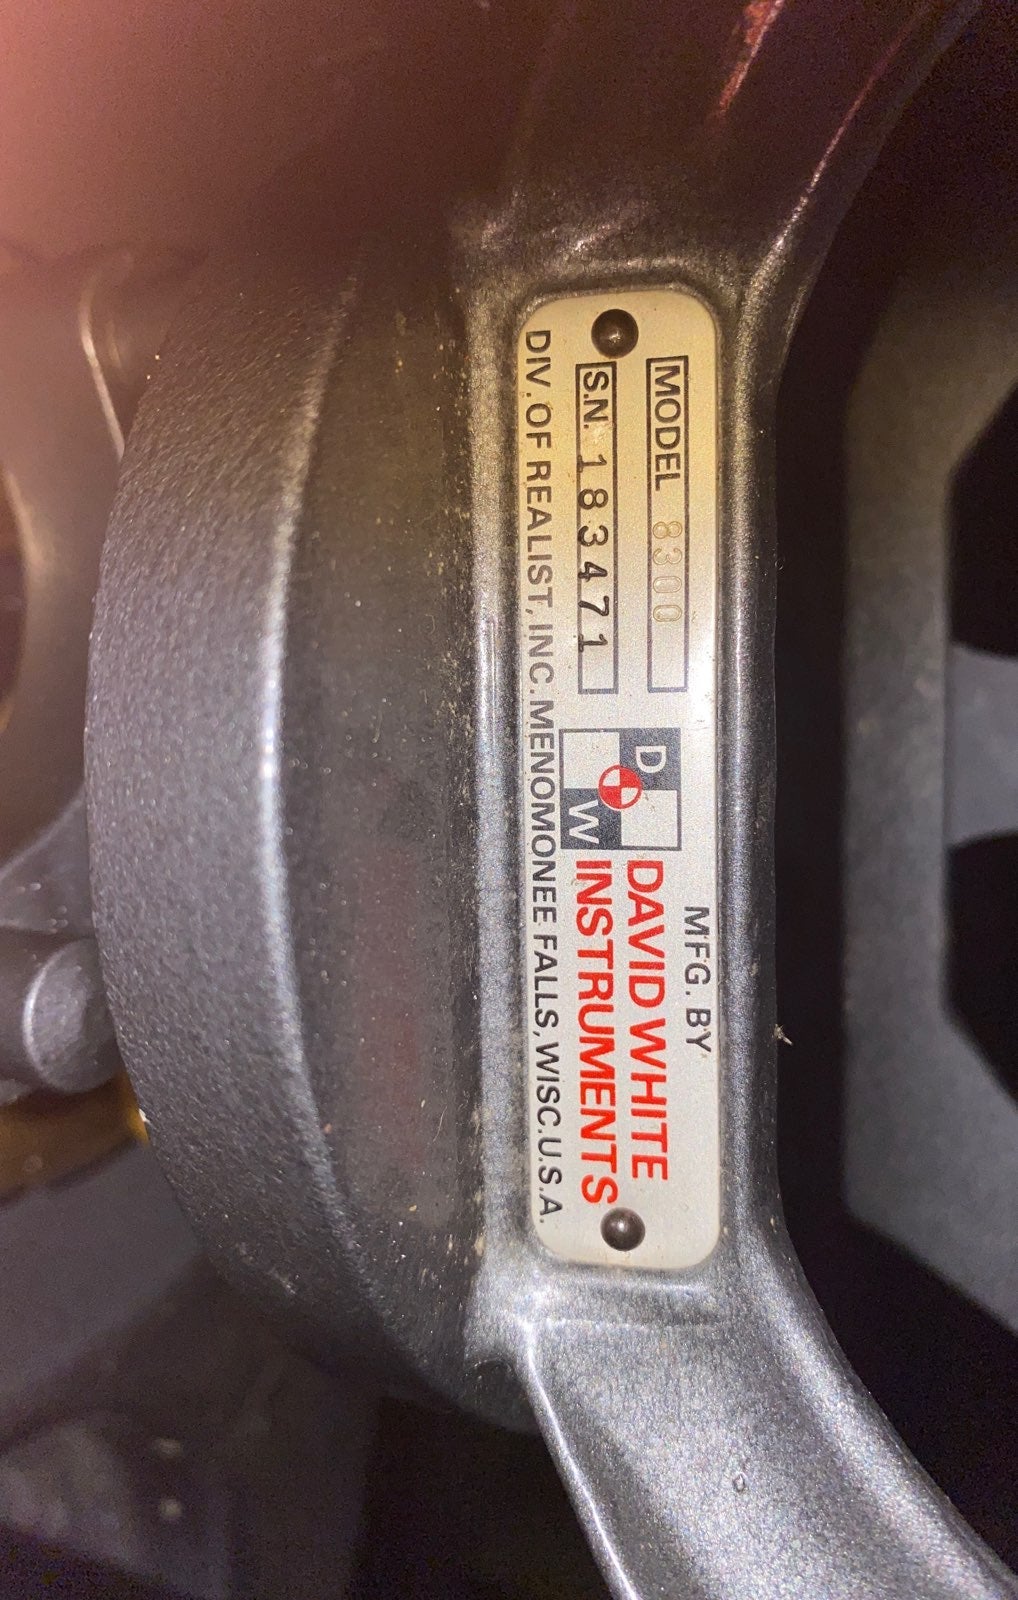 MFG. BY
MODEL 8300
D W
DAVID WHITE
S.N. 183471
INSTRUMENTS
DIV. OF REALIST, INC. MENOMONEE FALLS, WISC. U.S.A.